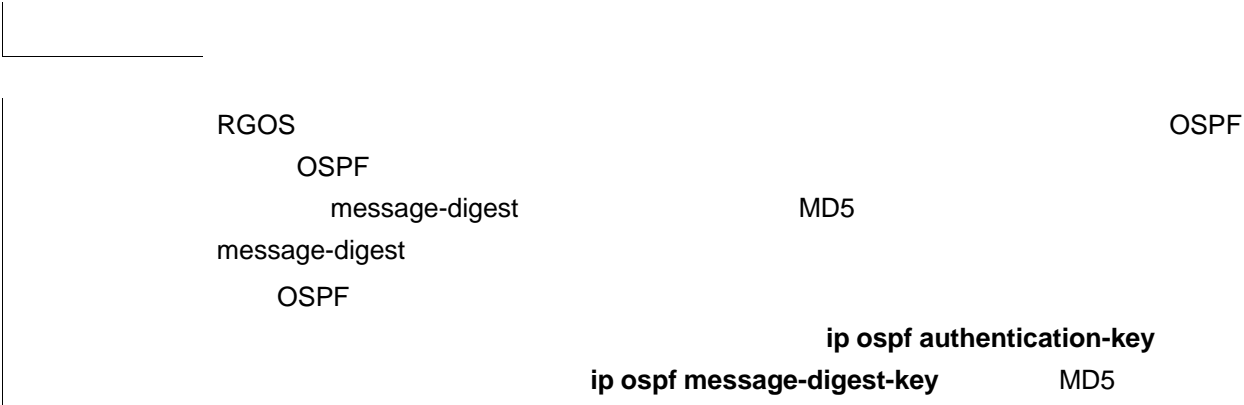 RGOS OSPF
OSPF
message-digest MD5
message-digest
OSPF
ip ospf authentication-key
ip ospf message-digest-key MD5